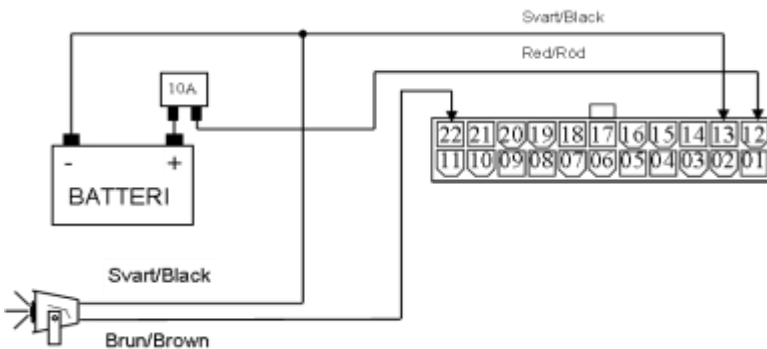 Svart/Black
Red/Röd
10A
22 21 20 19 18 17 16 15 14 13 12
11 10 09 08 07 06 05 04 03 02 01
- +
BATTERI
Svart/Black
Brun/Brown